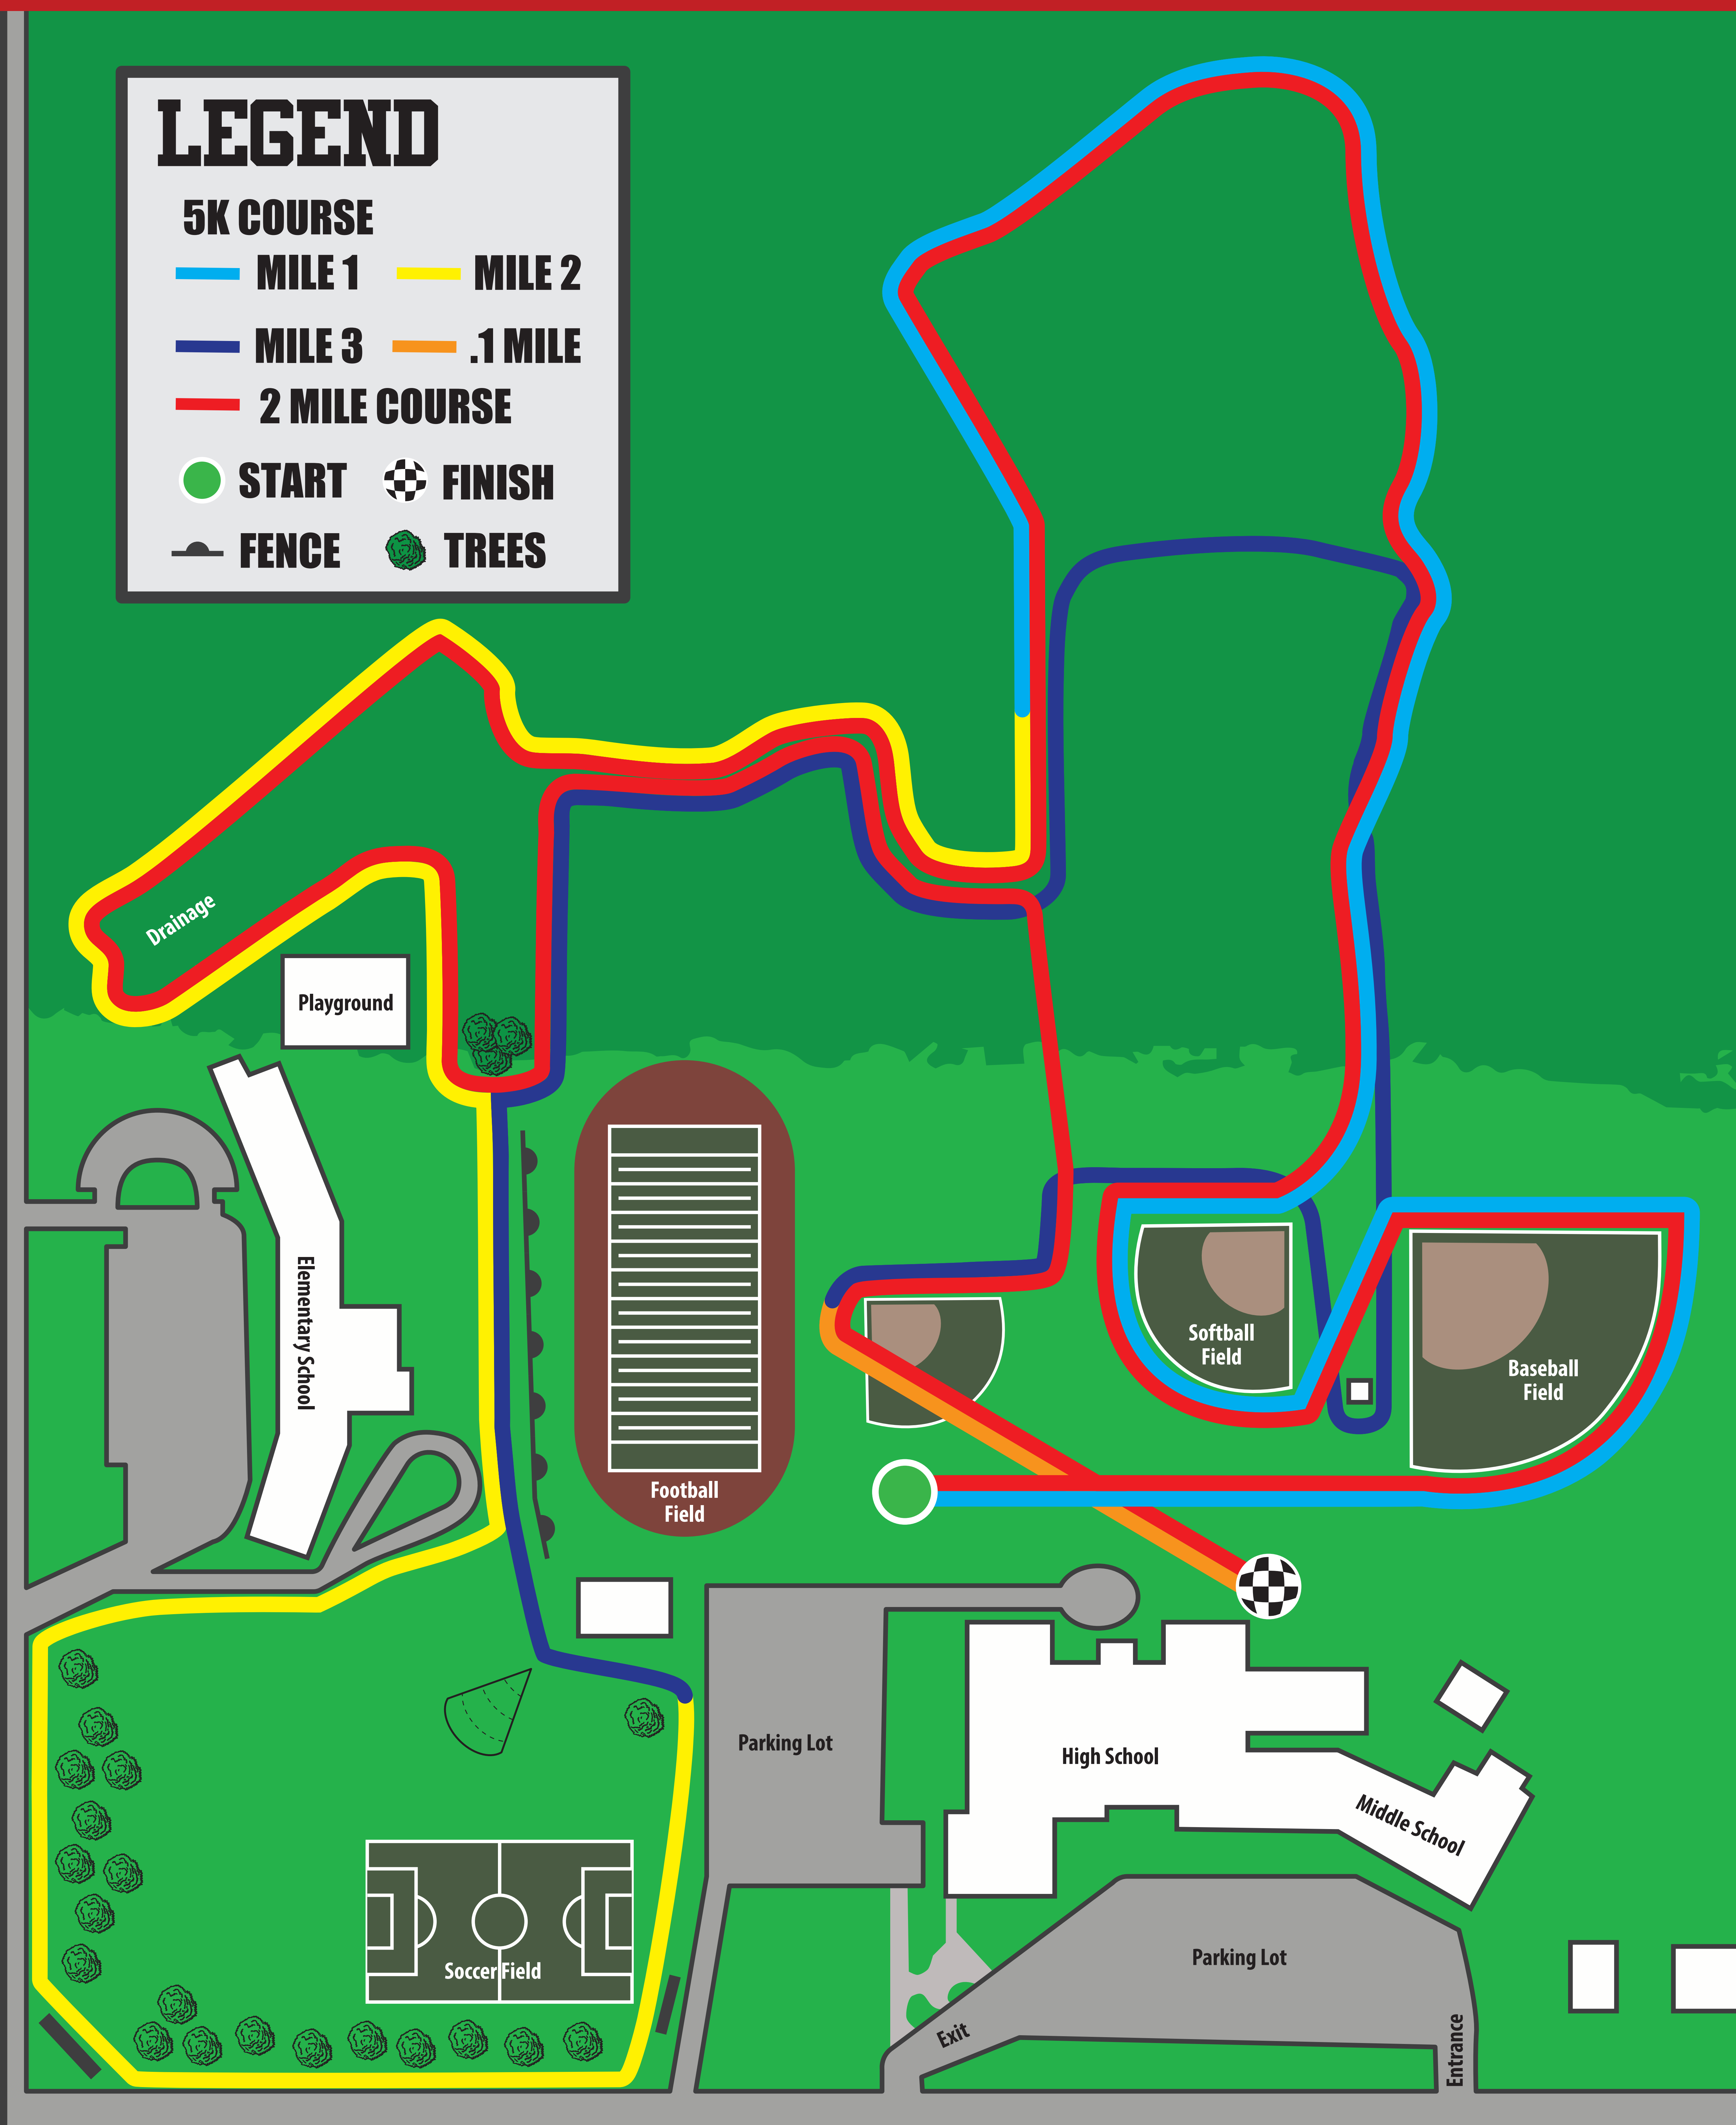 LEGEND
5K COURSE
MILE 1
MILE 2
MILE 3
.1 MILE
2 MILE COURSE
START
FINISH
FENCE
TREES
Drainage
Playground
Elementary School
Football
Field
Softball
Field
Baseball
Field
Parking Lot
High School
Middle School
Soccer Field
Parking Lot
Exit
Entrance